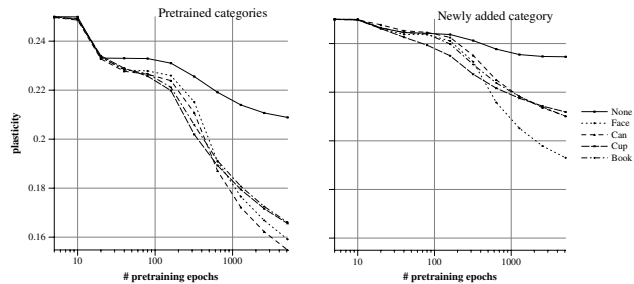 Pretrained categories
Newly added category
0.24
0.22
0.2
0.18
0.16
plasticity
10
100
1000
# pretraining epochs
10
100
1000
# pretraining epochs
None
Face
Can
Cup
Book